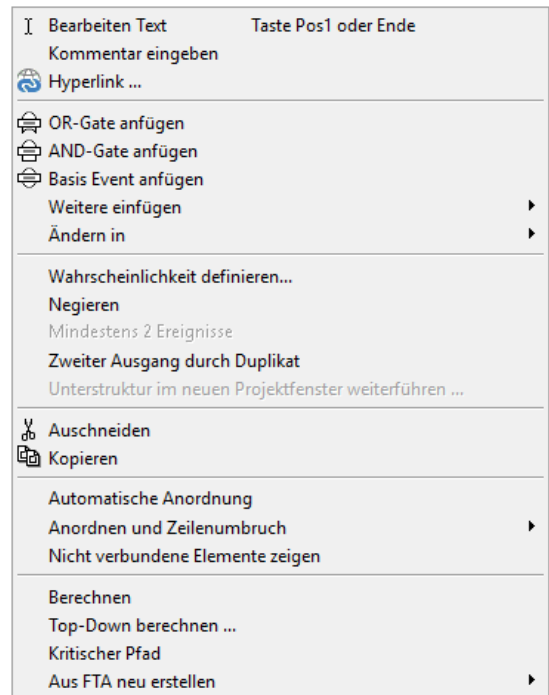 Bearbeiten Text Taste Pos1 oder Ende
Kommentar eingeben
Hyperlink ...
OR-Gate anfügen
AND-Gate anfügen
Basis Event anfügen
Weitere einfügen
Ändern in
Wahrscheinlichkeit definieren...
Negieren
Mindestens 2 Ereignisse
Zweiter Ausgang durch Duplikat
Unterstruktur im neuen Projektfenster weiterführen ...
Auschneiden
Kopieren
Automatische Anordnung
Anordnen und Zeilenumbruch
Nicht verbundene Elemente zeigen
Berechnen
Top-Down berechnen ...
Kritischer Pfad
Aus FTA neu erstellen